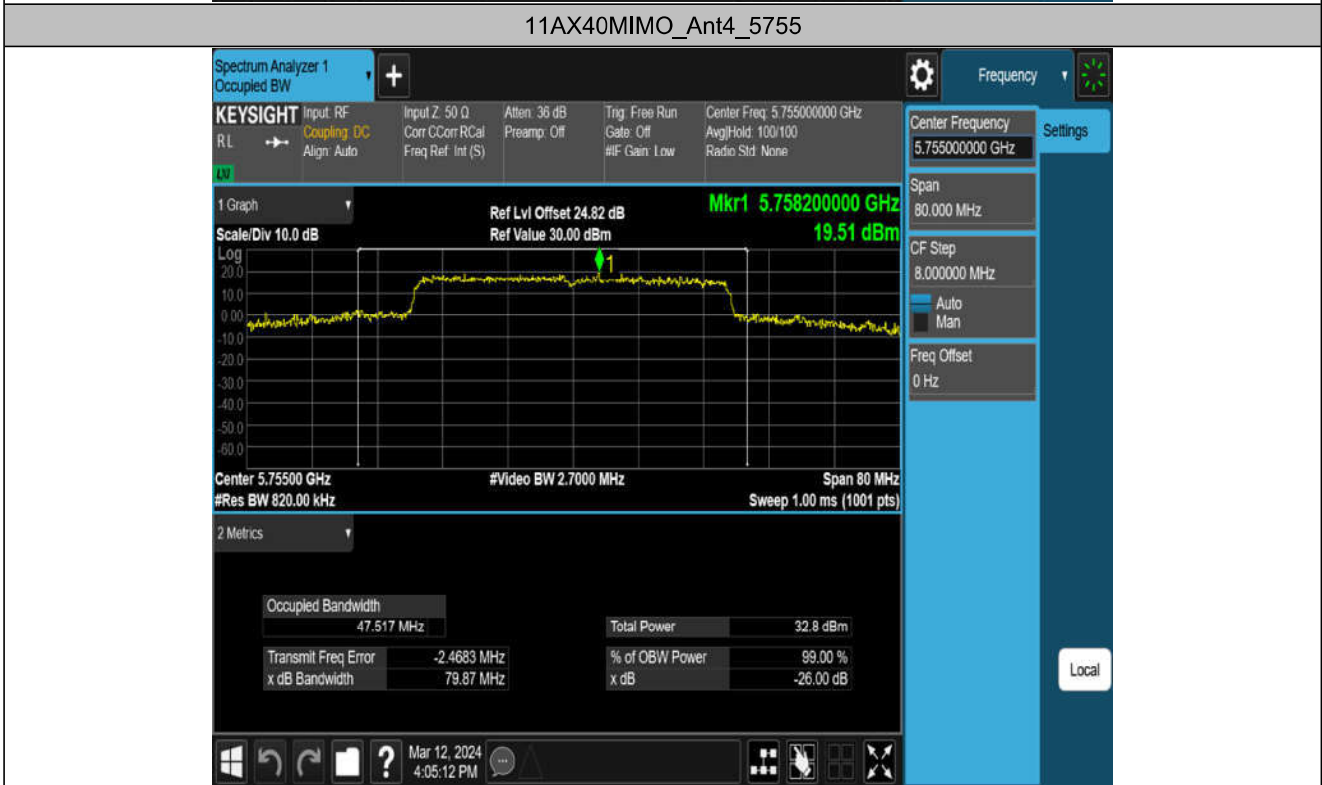 11AX40MIMO_Ant4_5755
Spectrum Analyzer 1
Occupied BW
+
Frequency
KEYSIGHT
RL
Input: RF
Coupling: DC
Align: Auto
Input Z: 50 Ω
Corr CCorr RCal
Freq Ref: Int (S)
Atten: 36 dB
Preamp: Off
Trig: Free Run
Gate: Off
#IF Gain: Low
Center Freq: 5.755000000 GHz
Avg|Hold: 100/100
Radio Std: None
Center Frequency
5.755000000 GHz
Settings
Span
80.000 MHz
CF Step
8.000000 MHz
Auto
Man
Freq Offset
0 Hz
Local
1 Graph
Scale/Div 10.0 dB
Ref Lvl Offset 24.82 dB
Ref Value 30.00 dBm
Mkr1 5.758200000 GHz
19.51 dBm
Log
20.0
10.0
0.00
-10.0
-20.0
-30.0
-40.0
-50.0
-60.0
1
Center 5.75500 GHz
#Res BW 820.00 kHz
#Video BW 2.7000 MHz
Span 80 MHz
Sweep 1.00 ms (1001 pts)
2 Metrics
Occupied Bandwidth
47.517 MHz
Transmit Freq Error -2.4683 MHz
x dB Bandwidth 79.87 MHz
Total Power 32.8 dBm
% of OBW Power 99.00 %
x dB -26.00 dB
?
Mar 12, 2024
4:05:12 PM